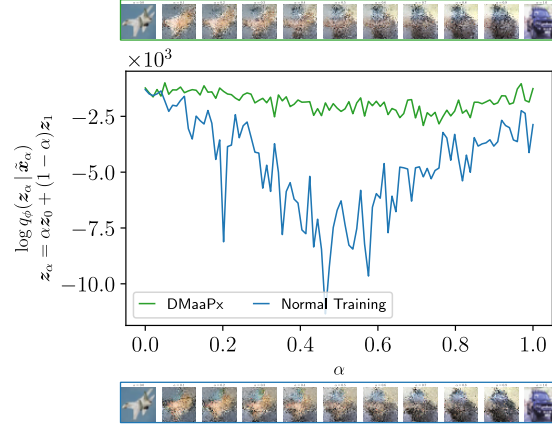 ×10³
−2.5
−5.0
−7.5
−10.0
log qϕ(zα | x̃α)
zα = αz₀ + (1 − α)z₁
DMaaPx
Normal Training
0.0 0.2 0.4 0.6 0.8 1.0
α